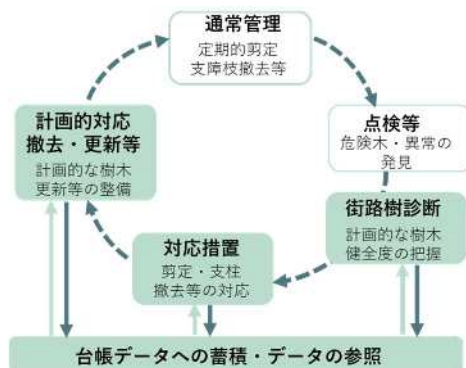 通常管理
定期的剪定
支障枝撤去等
点検等
危険木・異常の
発見
街路樹診断
計画的な樹木
健全度の把握
対応措置
剪定・支柱
撤去等の対応
計画的対応
撤去・更新等
計画的な樹木
更新等の整備
台帳データへの蓄積・データの参照